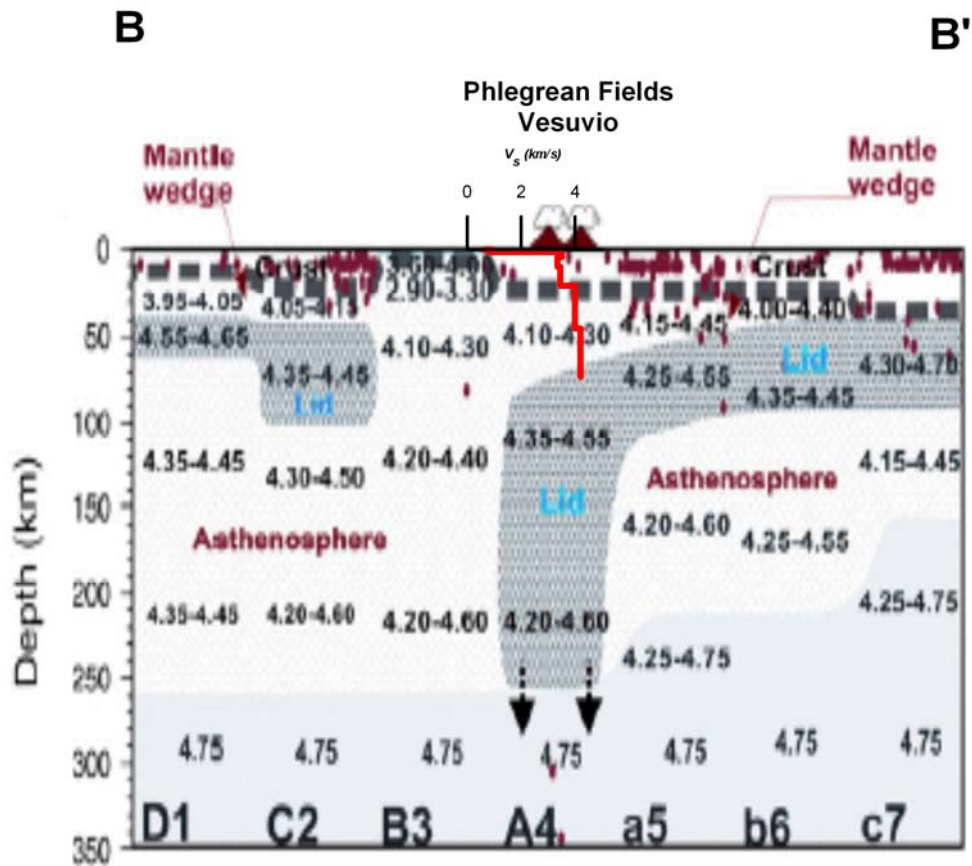 B
B'
Phlegrean Fields
Vesuvio
Vs (km/s)
0 2 4
Mantle
wedge
Mantle
wedge
Depth (km)
0
50
100
150
200
250
300
350
Crust
Crust
3.95-4.05
4.05-4.15
2.90-3.30
4.15-4.45
4.00-4.40
4.55-4.65
4.10-4.30
4.10-4.30
4.35-4.45
Lid
4.25-4.55
Lid
4.35-4.45
4.30-4.70
4.35-4.45
4.30-4.50
4.20-4.40
4.35-4.55
Lid
Asthenosphere
4.15-4.45
Asthenosphere
4.20-4.60
4.25-4.55
4.35-4.45
4.20-4.60
4.20-4.60
4.20-4.60
4.25-4.75
4.25-4.75
4.75 4.75 4.75 4.75 4.75 4.75 4.75
D1 C2 B3 A4 a5 b6 c7